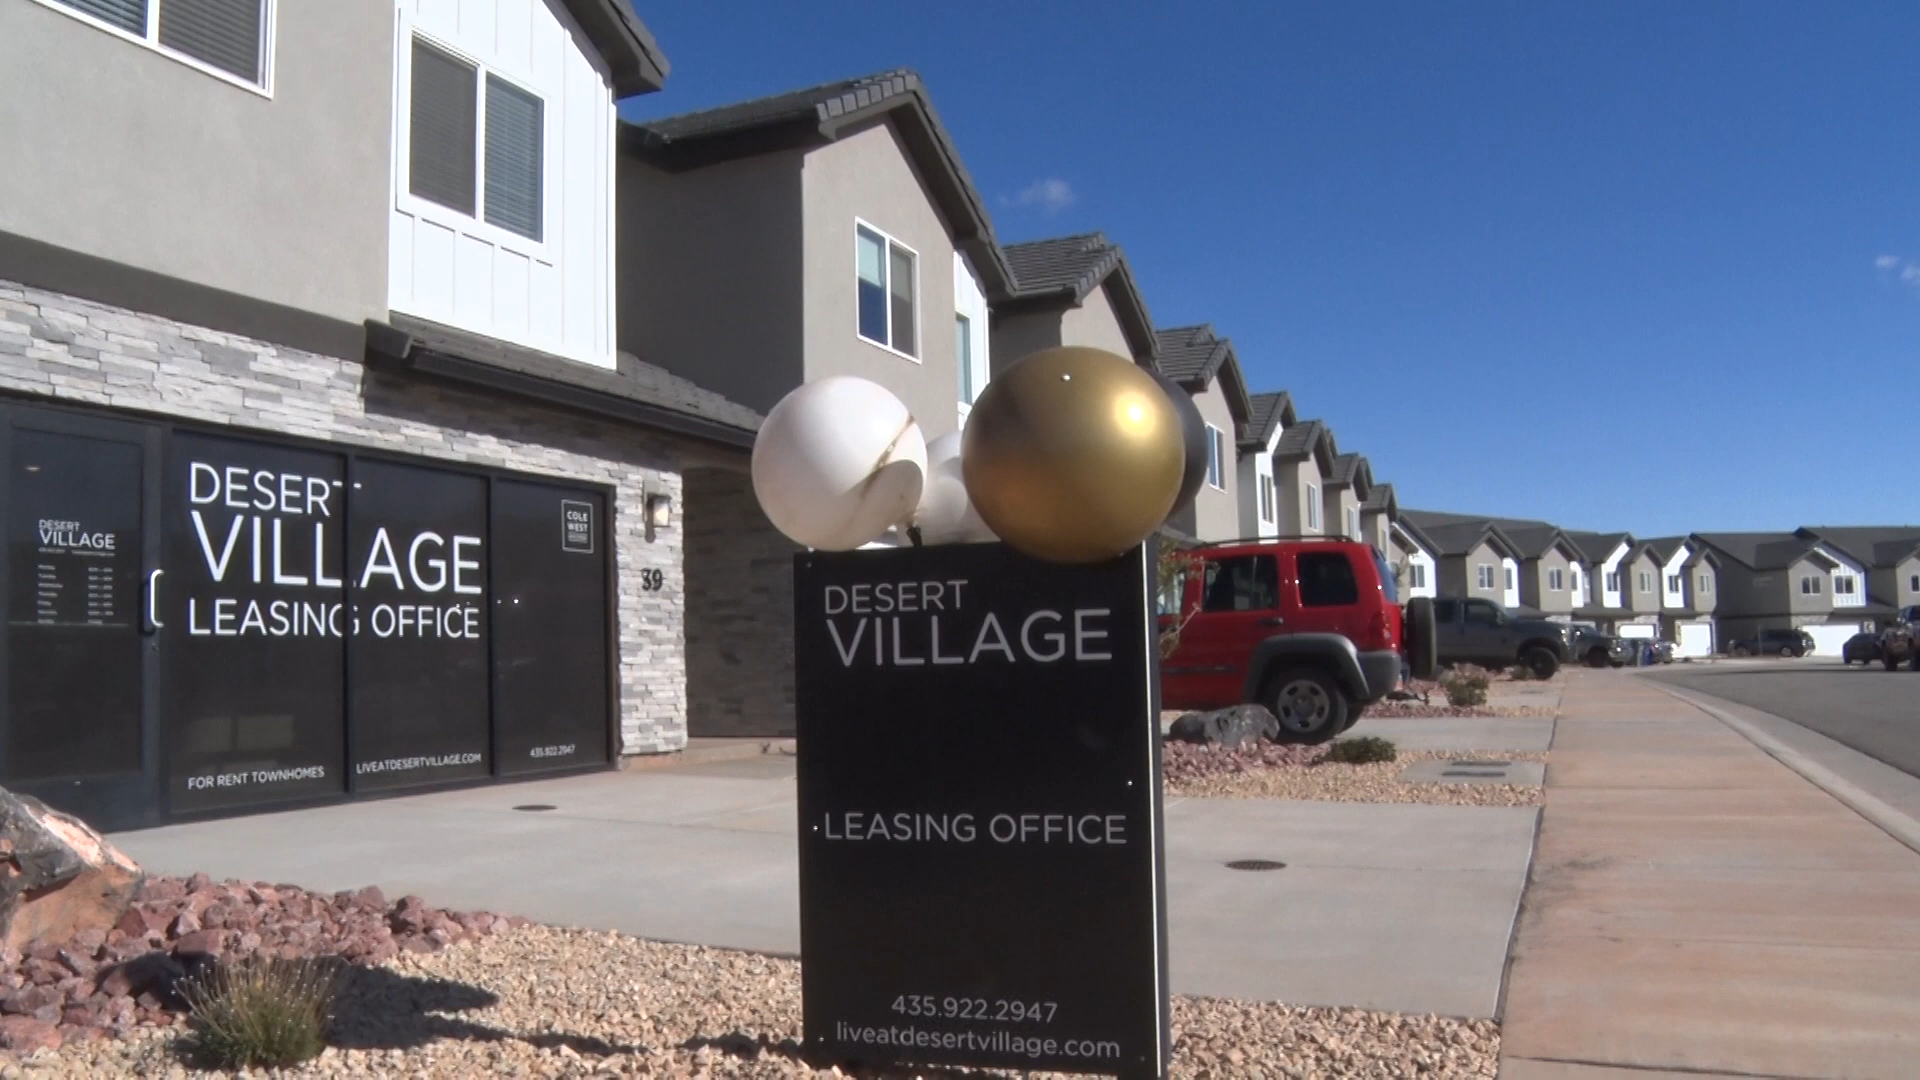 DESERT
VILLAGE
DESERT
VILLAGE
LEASING OFFICE
FOR RENT TOWNHOMES
LIVEATDESERTVILLAGE.COM
435.922.2947
COLE
WEST
39
DESERT
VILLAGE
LEASING OFFICE
435.922.2947
liveatdesertvillage.com